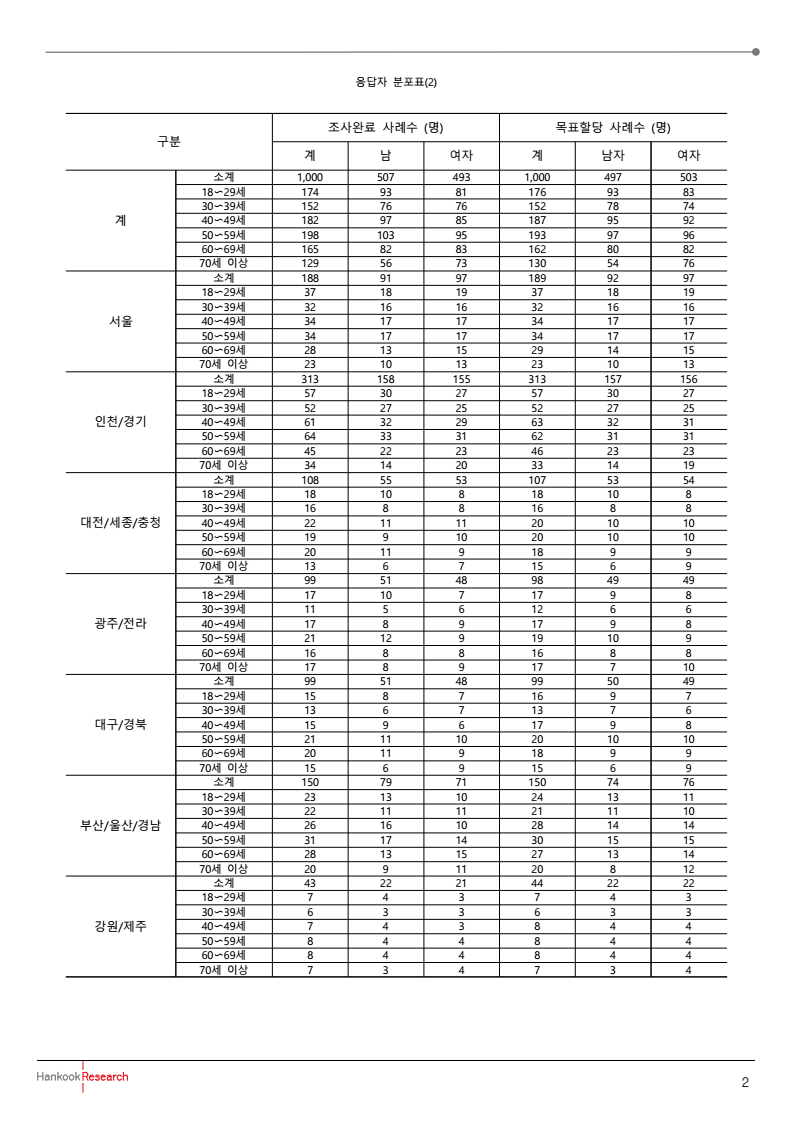 응답자 분포표(2)
구분 조사완료 사례수 (명) 목표할당 사례수 (명)
계 남 여자 계 남자 여자
계 소계 1,000 507 493 1,000 497 503
18∼29세 174 93 81 176 93 83
30∼39세 152 76 76 152 78 74
40∼49세 182 97 85 187 95 92
50∼59세 198 103 95 193 97 96
60∼69세 165 82 83 162 80 82
70세 이상 129 56 73 130 54 76
서울 소계 188 91 97 189 92 97
18∼29세 37 18 19 37 18 19
30∼39세 32 16 16 32 16 16
40∼49세 34 17 17 34 17 17
50∼59세 34 17 17 34 17 17
60∼69세 28 13 15 29 14 15
70세 이상 23 10 13 23 10 13
인천/경기 소계 313 158 155 313 157 156
18∼29세 57 30 27 57 30 27
30∼39세 52 27 25 52 27 25
40∼49세 61 32 29 63 32 31
50∼59세 64 33 31 62 31 31
60∼69세 45 22 23 46 23 23
70세 이상 34 14 20 33 14 19
대전/세종/충청 소계 108 55 53 107 53 54
18∼29세 18 10 8 18 10 8
30∼39세 16 8 8 16 8 8
40∼49세 22 11 11 20 10 10
50∼59세 19 9 10 20 10 10
60∼69세 20 11 9 18 9 9
70세 이상 13 6 7 15 6 9
광주/전라 소계 99 51 48 98 49 49
18∼29세 17 10 7 17 9 8
30∼39세 11 5 6 12 6 6
40∼49세 17 8 9 17 9 8
50∼59세 21 12 9 19 10 9
60∼69세 16 8 8 16 8 8
70세 이상 17 8 9 17 7 10
대구/경북 소계 99 51 48 99 50 49
18∼29세 15 8 7 16 9 7
30∼39세 13 6 7 13 7 6
40∼49세 15 9 6 17 9 8
50∼59세 21 11 10 20 10 10
60∼69세 20 11 9 18 9 9
70세 이상 15 6 9 15 6 9
부산/울산/경남 소계 150 79 71 150 74 76
18∼29세 23 13 10 24 13 11
30∼39세 22 11 11 21 11 10
40∼49세 26 16 10 28 14 14
50∼59세 31 17 14 30 15 15
60∼69세 28 13 15 27 13 14
70세 이상 20 9 11 20 8 12
강원/제주 소계 43 22 21 44 22 22
18∼29세 7 4 3 7 4 3
30∼39세 6 3 3 6 3 3
40∼49세 7 4 3 8 4 4
50∼59세 8 4 4 8 4 4
60∼69세 8 4 4 8 4 4
70세 이상 7 3 4 7 3 4
Hankook Research
2